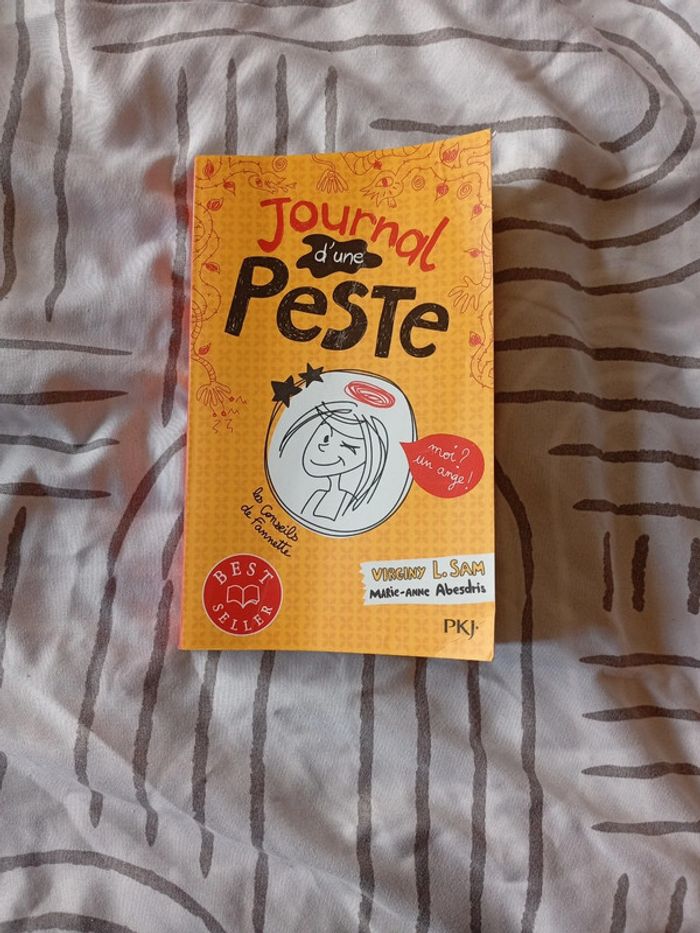 Journal
d'une
PeSTe
moi?
un ange!
les Conseils
de Fannette
BEST
SELLER
VIRGINY L. SAM
MARIE-ANNE Abesdris
PKJ.